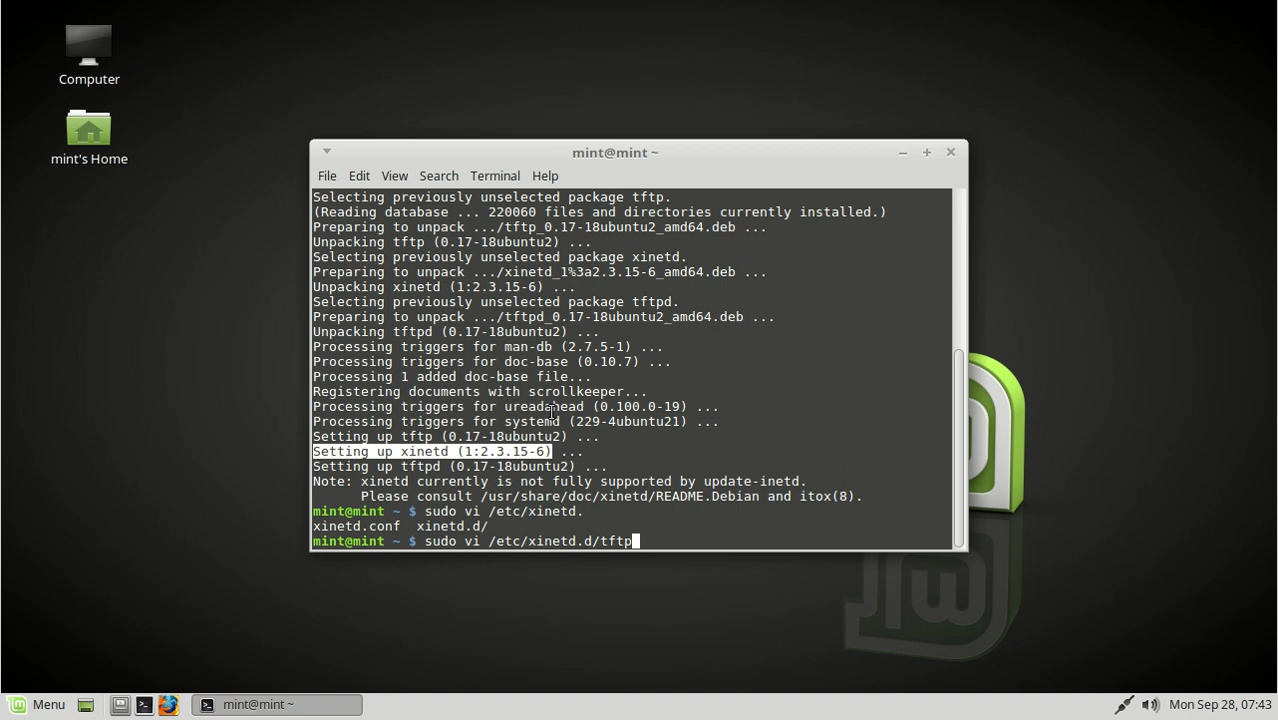 Computer
mint's Home
mint@mint ~
File Edit View Search Terminal Help
Selecting previously unselected package tftp.
(Reading database ... 220060 files and directories currently installed.)
Preparing to unpack .../tftp_0.17-18ubuntu2_amd64.deb ...
Unpacking tftp (0.17-18ubuntu2) ...
Selecting previously unselected package xinetd.
Preparing to unpack .../xinetd_1%3a2.3.15-6_amd64.deb ...
Unpacking xinetd (1:2.3.15-6) ...
Selecting previously unselected package tftpd.
Preparing to unpack .../tftpd_0.17-18ubuntu2_amd64.deb ...
Unpacking tftpd (0.17-18ubuntu2) ...
Processing triggers for man-db (2.7.5-1) ...
Processing triggers for doc-base (0.10.7) ...
Processing 1 added doc-base file...
Registering documents with scrollkeeper...
Processing triggers for ureadahead (0.100.0-19) ...
Processing triggers for systemd (229-4ubuntu21) ...
Setting up tftp (0.17-18ubuntu2) ...
Setting up xinetd (1:2.3.15-6) ...
Setting up tftpd (0.17-18ubuntu2) ...
Note: xinetd currently is not fully supported by update-inetd.
      Please consult /usr/share/doc/xinetd/README.Debian and itox(8).
mint@mint ~ $ sudo vi /etc/xinetd.
xinetd.conf  xinetd.d/
mint@mint ~ $ sudo vi /etc/xinetd.d/tftp
Menu mint@mint ~ Mon Sep 28, 07:43